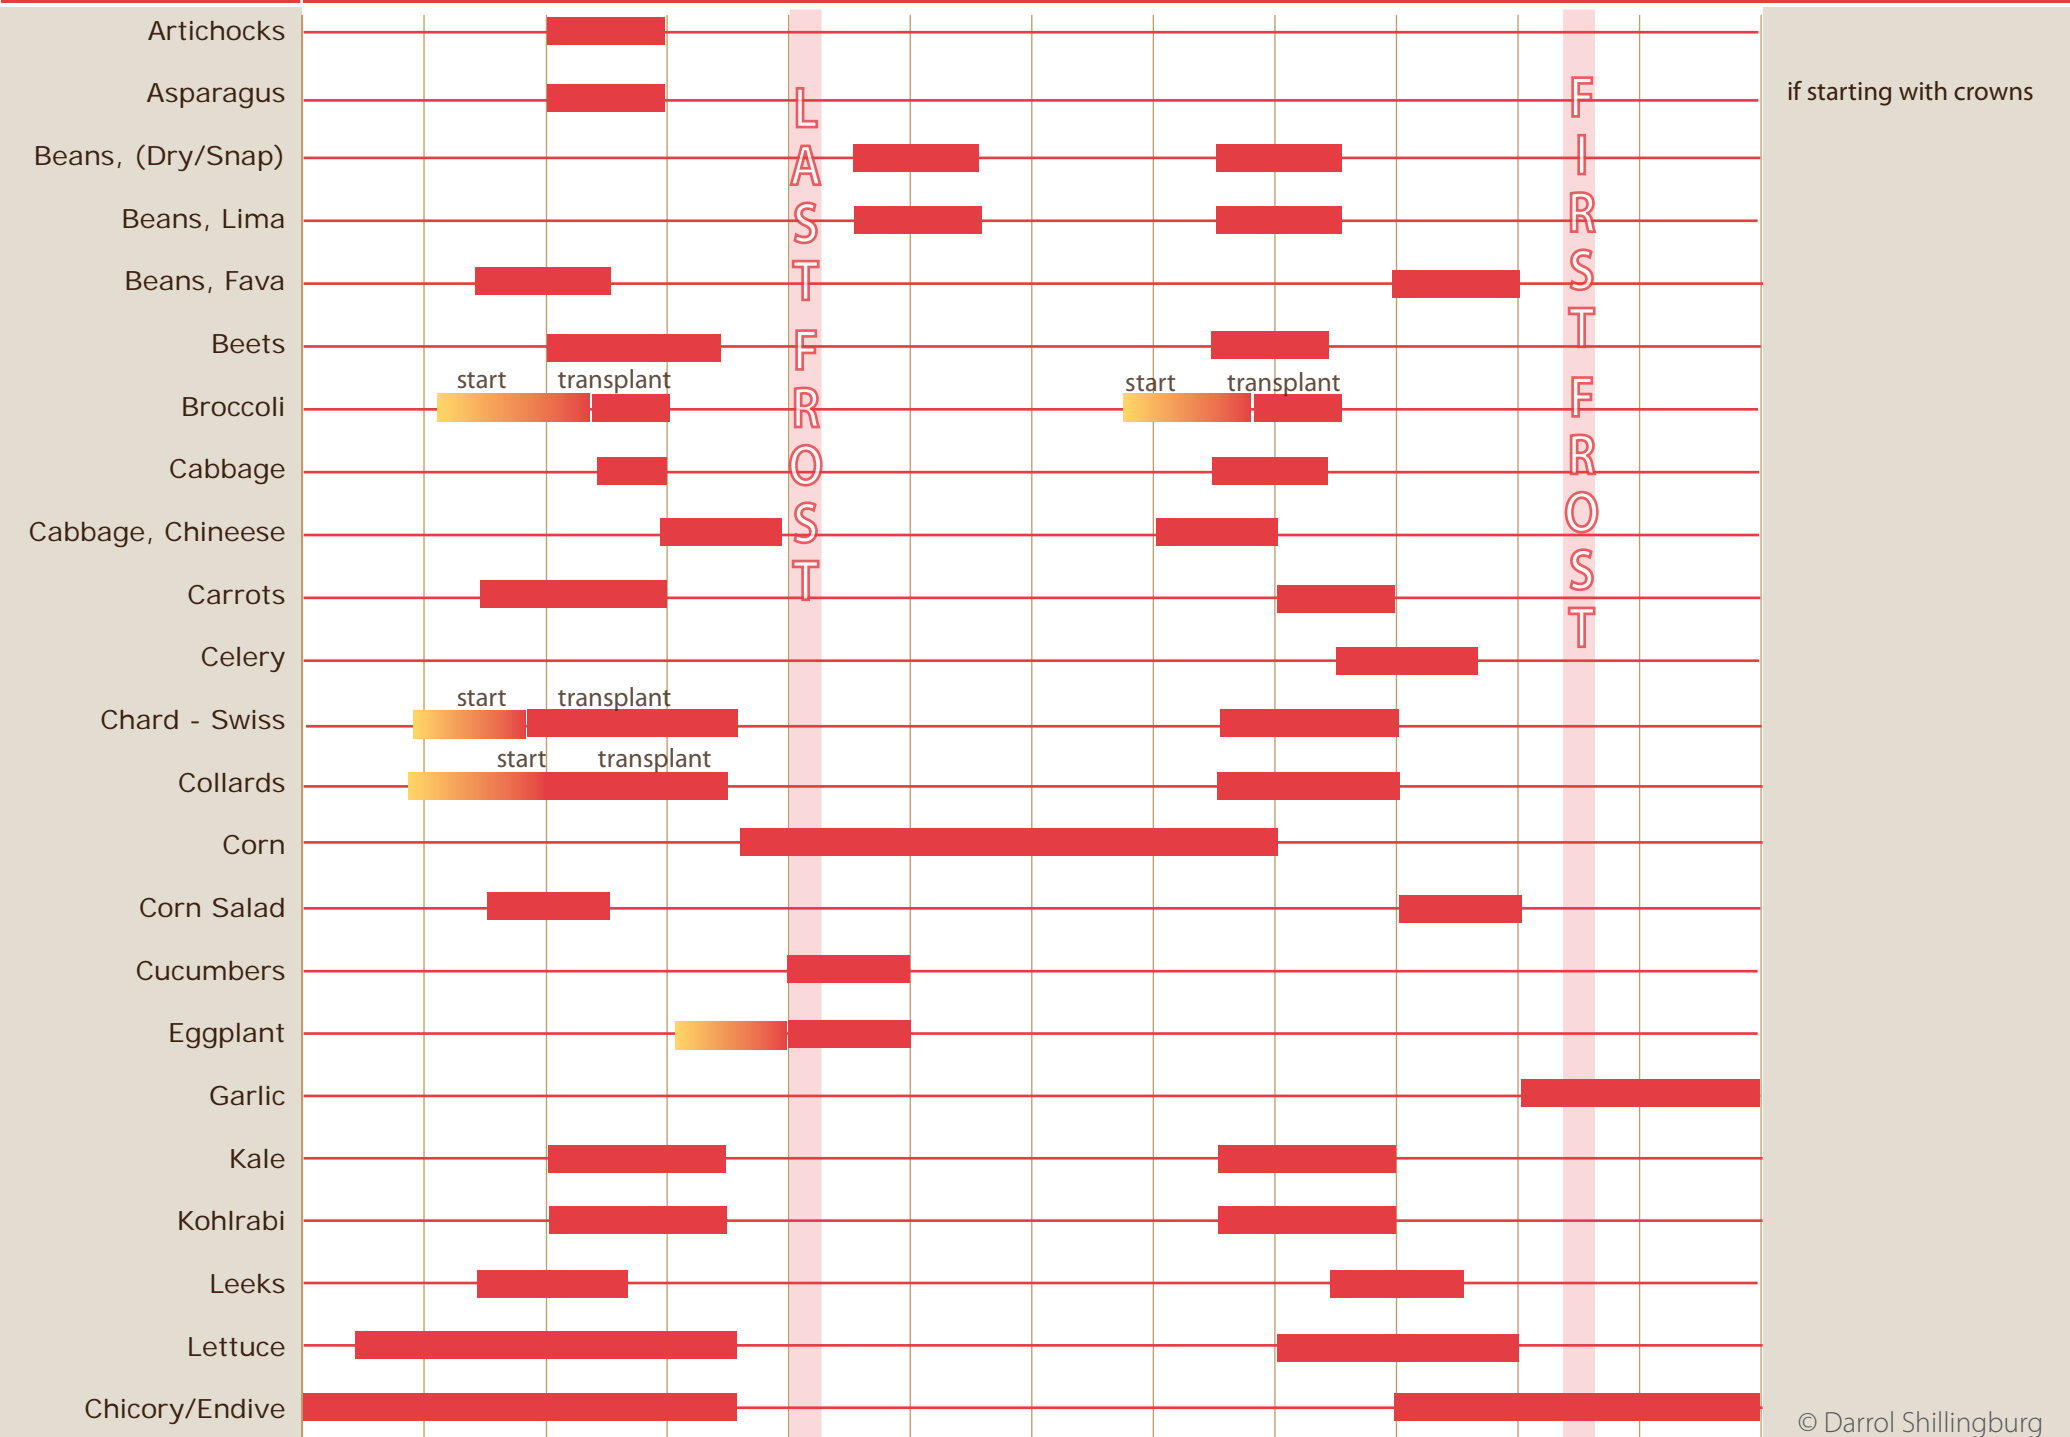 Artichocks
Asparagus
if starting with crowns
Beans, (Dry/Snap)
Beans, Lima
Beans, Fava
Beets
start transplant start transplant
Broccoli
Cabbage
Cabbage, Chineese
Carrots
Celery
start transplant
Chard - Swiss
start transplant
Collards
Corn
Corn Salad
Cucumbers
Eggplant
Garlic
Kale
Kohlrabi
Leeks
Lettuce
Chicory/Endive
LAST FROST
FIRST FROST
© Darrol Shillingburg